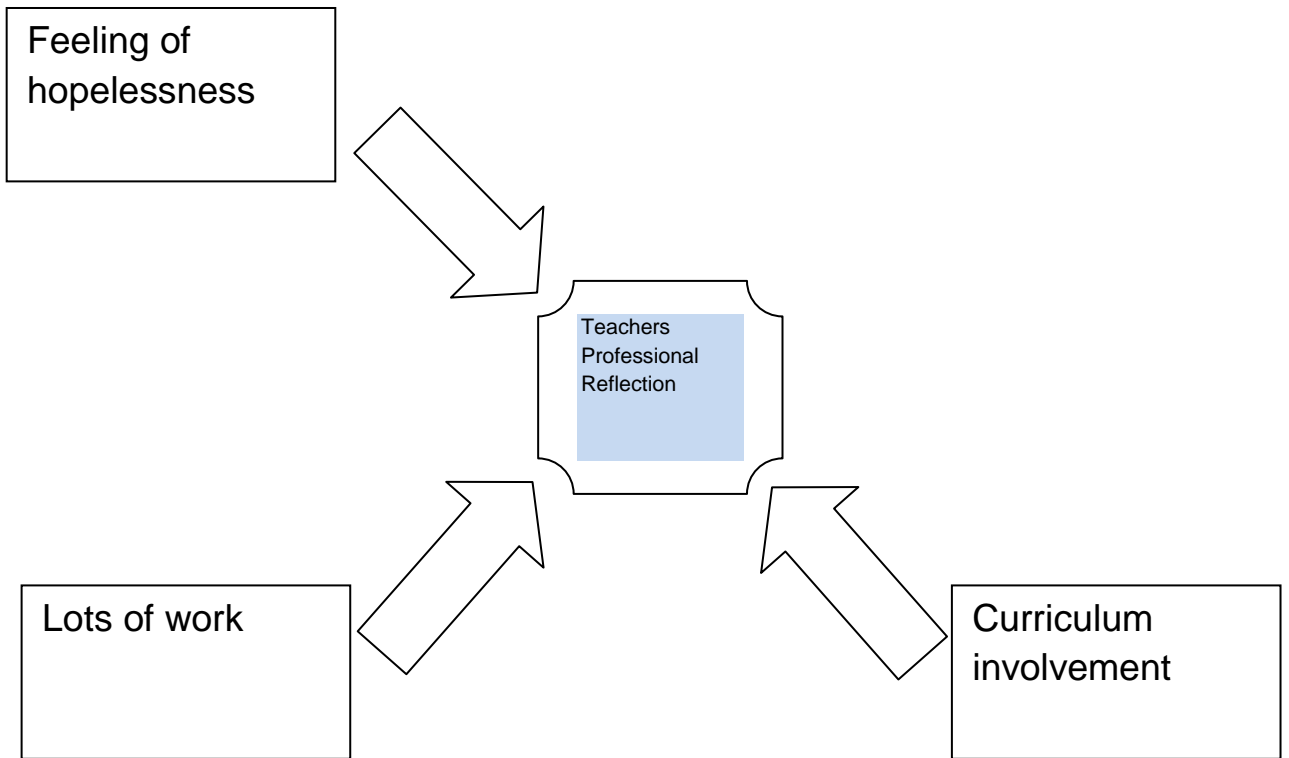 Feeling of
hopelessness
Teachers
Professional
Reflection
Lots of work
Curriculum
involvement